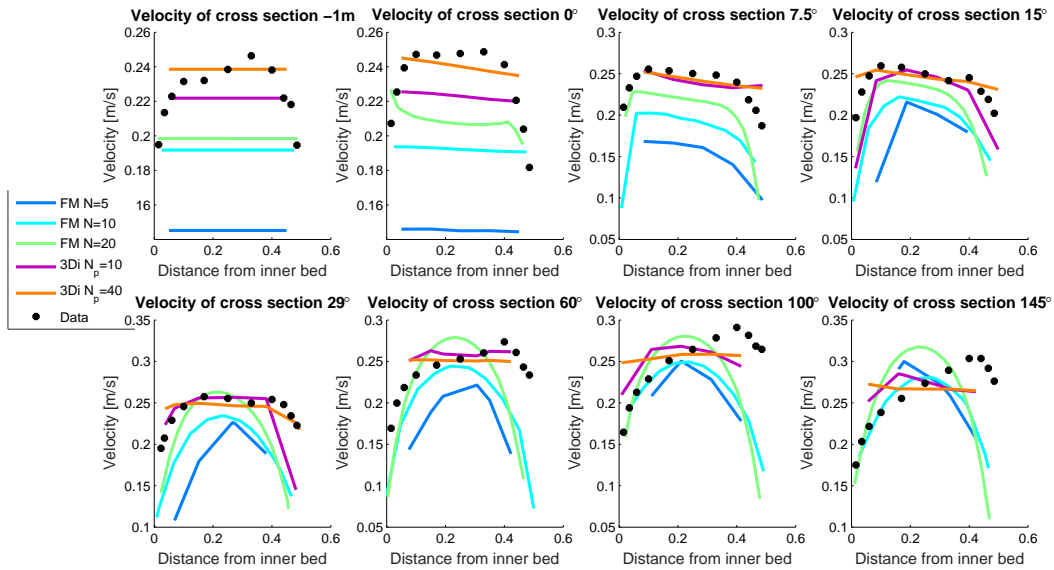 Velocity of cross section −1m
0.26
0.24
0.22
0.2
0.18
16
14
0
0.2
0.4
0.6
Velocity [m/s]
Distance from inner bed
Velocity of cross section 0°
0.26
0.24
0.22
0.2
0.18
0.16
0.14
0
0.2
0.4
0.6
Velocity [m/s]
Distance from inner bed
Velocity of cross section 7.5°
0.3
0.25
0.2
0.15
0.1
0.05
0
0.2
0.4
0.6
Velocity [m/s]
Distance from inner bed
Velocity of cross section 15°
0.3
0.25
0.2
0.15
0.1
0.05
0
0.2
0.4
0.6
Velocity [m/s]
Distance from inner bed
FM N=5
FM N=10
FM N=20
3Di N_p=10
3Di N_p=40
Data
Velocity of cross section 29°
0.35
0.3
0.25
0.2
0.15
0.1
0
0.2
0.4
0.6
Distance from inner bed
Velocity of cross section 60°
0.3
0.25
0.2
0.15
0.1
0.05
0
0.2
0.4
0.6
Velocity [m/s]
Distance from inner bed
Velocity of cross section 100°
0.3
0.25
0.2
0.15
0.1
0.05
0
0.2
0.4
0.6
Velocity [m/s]
Distance from inner bed
Velocity of cross section 145°
0.35
0.3
0.25
0.2
0.15
0.1
0
0.2
0.4
0.6
Velocity [m/s]
Distance from inner bed